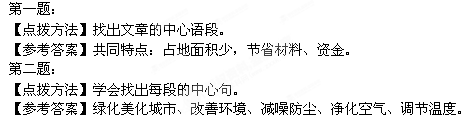 第一题：
【点拨方法】找出文章的中心语段。
【参考答案】共同特点：占地面积少，节省材料、资金。
第二题：
【点拨方法】学会找出每段的中心句。
【参考答案】绿化美化城市、改善环境、减噪防尘、净化空气、调节温度。